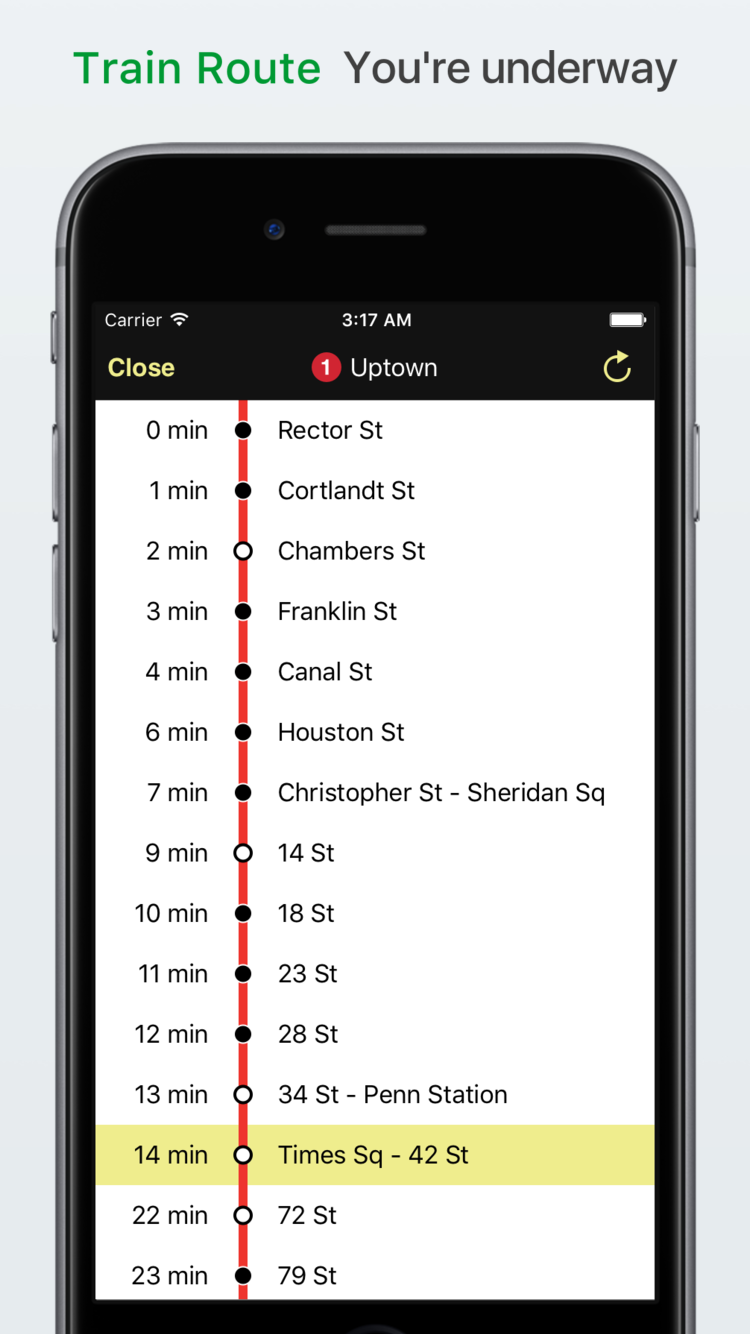 Train Route You're underway
Carrier 3:17 AM
Close 1 Uptown
0 min Rector St
1 min Cortlandt St
2 min Chambers St
3 min Franklin St
4 min Canal St
6 min Houston St
7 min Christopher St - Sheridan Sq
9 min 14 St
10 min 18 St
11 min 23 St
12 min 28 St
13 min 34 St - Penn Station
14 min Times Sq - 42 St
22 min 72 St
23 min 79 St